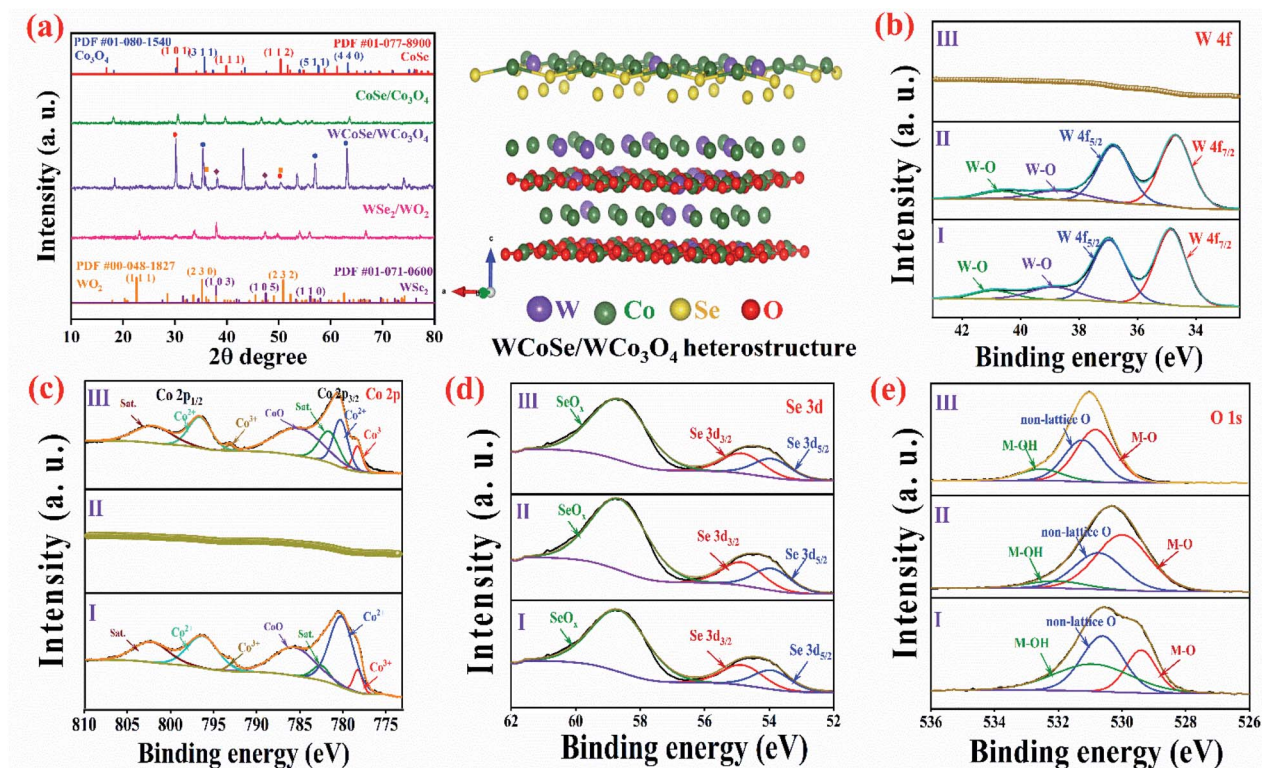 (a)
Intensity (a. u.)
PDF #01-080-1540 (1 0 1) (3 1 1) (1 1 2) PDF #01-077-8900
Co3O4 (1 1 1) (5 1 1) (4 4 0) CoSe
CoSe/Co3O4
WCoSe/WCo3O4
WSe2/WO2
PDF #00-048-1827 (2 3 0) (2 3 2) PDF #01-071-0600
(1 1 1) (1 0 3) (1 0 5) (1 1 0)
WO2 WSe2
10 20 30 40 50 60 70 80
2θ degree
c
a
W Co Se O
WCoSe/WCo3O4 heterostructure
(b)
Intensity (a. u.)
III W 4f
II W 4f5/2 W 4f7/2
W-O W-O
I W 4f5/2 W 4f7/2
W-O W-O
42 40 38 36 34
Binding energy (eV)
(c)
Intensity (a. u.)
III Co 2p1/2 Co 2p3/2 Co 2p
Sat. Co2+ Co3+ CoO Sat. Co2+ Co3
II
I
Sat. Co2+ Co3+ CoO Sat. Co2+ Co3+
810 805 800 795 790 785 780 775
Binding energy (eV)
(d)
Intensity (a. u.)
III Se 3d
SeOx Se 3d3/2 Se 3d5/2
II
SeOx Se 3d3/2 Se 3d5/2
I
SeOx Se 3d3/2 Se 3d5/2
62 60 58 56 54 52
Binding energy (eV)
(e)
Intensity (a. u.)
III O 1s
non-lattice O
M-OH M-O
II
non-lattice O
M-OH M-O
I
non-lattice O
M-OH M-O
536 534 532 530 528 526
Binding energy (eV)